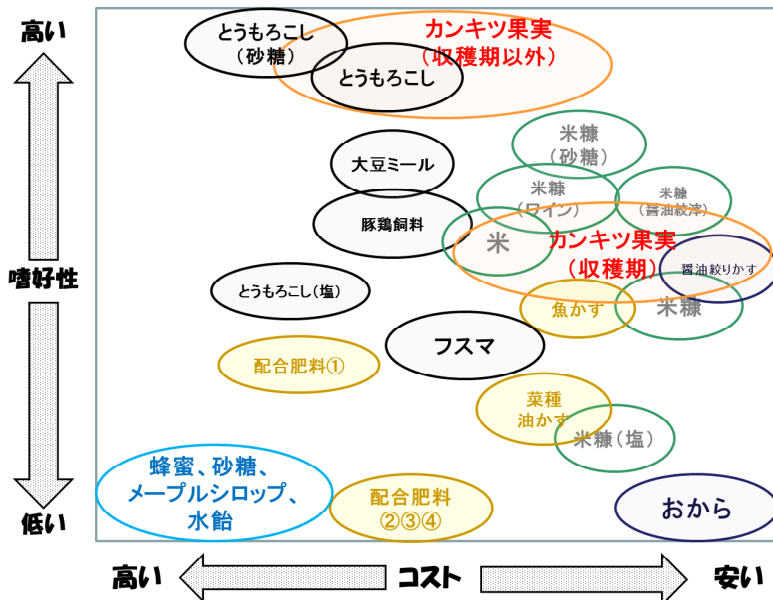 高い
とうもろこし
(砂糖)
カンキツ果実
(収穫期以外)
とうもろこし
米糠
(砂糖)
大豆ミール
米糠
(ワイン)
米糠
(醤油絞滓)
豚鶏飼料
米
カンキツ果実
(収穫期)
醤油絞りかす
嗜好性
とうもろこし(塩)
魚かす
米糠
フスマ
配合肥料①
菜種
油かす
米糠(塩)
蜂蜜、砂糖、
メープルシロップ、
水飴
配合肥料
②③④
おから
低い
高い
コスト
安い